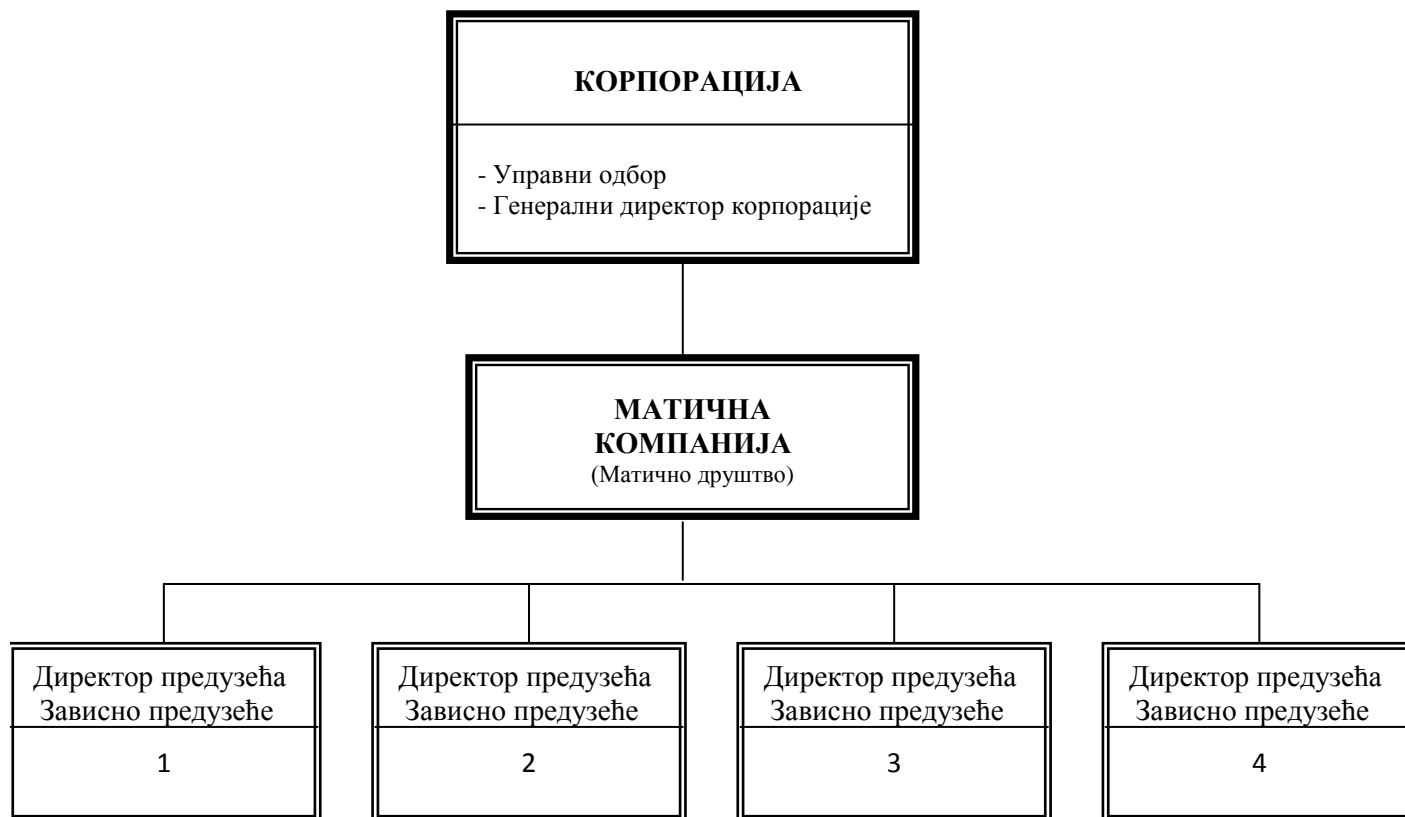 КОРПОРАЦИЈА
- Управни одбор
- Генерални директор корпорације
МАТИЧНА
КОМПАНИЈА
(Матично друштво)
Директор предузећа
Зависно предузеће
1
Директор предузећа
Зависно предузеће
2
Директор предузећа
Зависно предузеће
3
Директор предузећа
Зависно предузеће
4